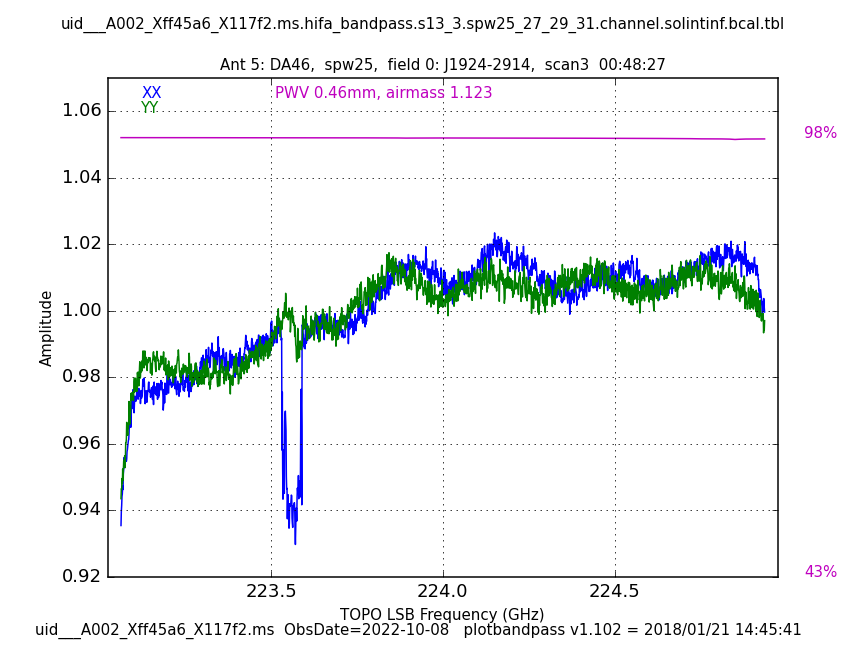 uid___A002_Xff45a6_X117f2.ms.hifa_bandpass.s13_3.spw25_27_29_31.channel.solintinf.bcal.tbl
Ant 5: DA46,  spw25,  field 0: J1924-2914,  scan3  00:48:27
XX
PWV 0.46mm, airmass 1.123
YY
1.06
98%
1.04
1.02
1.00
0.98
0.96
0.94
0.92
43%
Amplitude
223.5
224.0
224.5
TOPO LSB Frequency (GHz)
uid___A002_Xff45a6_X117f2.ms  ObsDate=2022-10-08   plotbandpass v1.102 = 2018/01/21 14:45:41